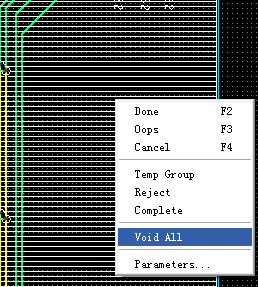 Done F2
Oops F3
Cancel F4
Temp Group
Reject
Complete
Void All
Parameters...